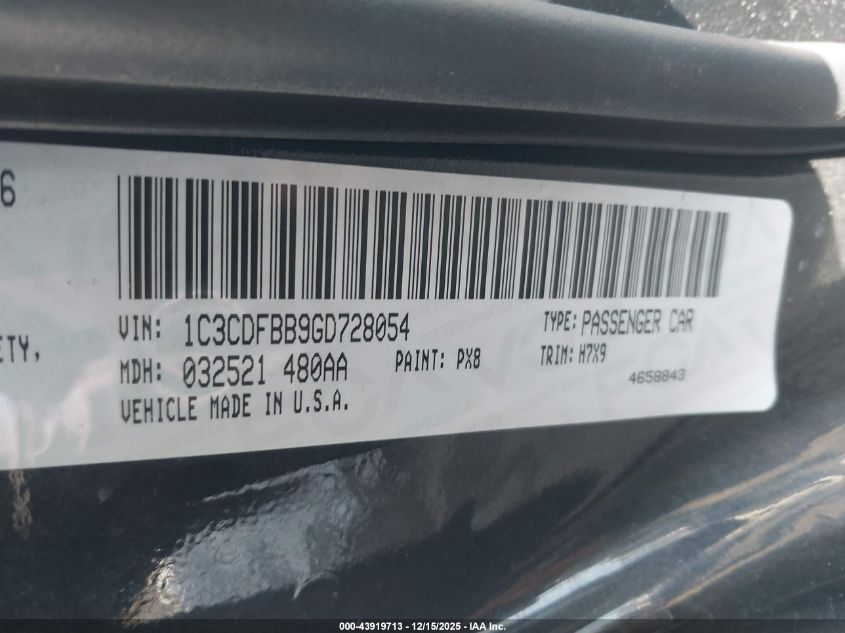 6
ETY,
VIN: 1C3CDFBB9GD728054 TYPE: PASSENGER CAR
MDH: 032521 480AA PAINT: PX8 TRIM: H7X9
VEHICLE MADE IN U.S.A. 4658843
000-43919713 - 12/15/2025 - IAA Inc.